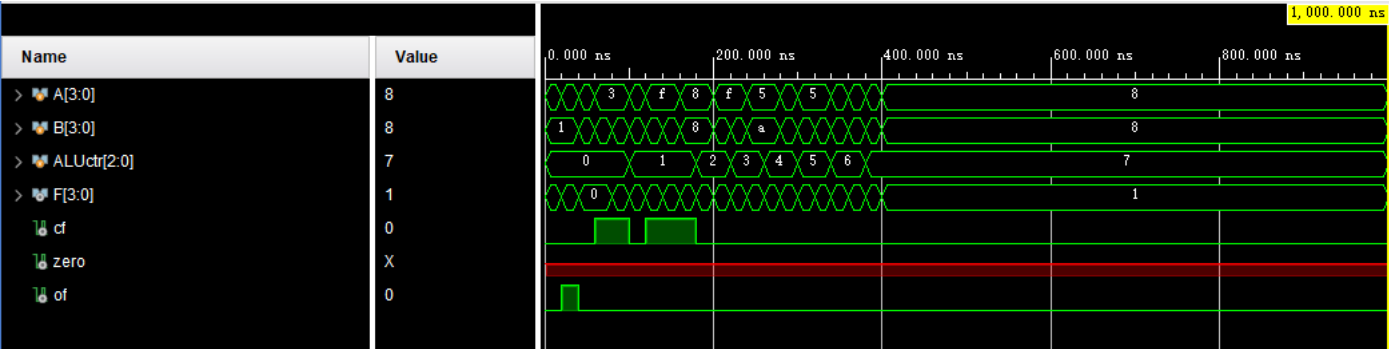 1,000.000 ns
Name Value
0.000 ns 200.000 ns 400.000 ns 600.000 ns 800.000 ns
A[3:0] 8 3 f 8 f 5 5 8
B[3:0] 8 1 8 a 8
ALUctr[2:0] 7 0 1 2 3 4 5 6 7
F[3:0] 1 0 1
cf 0
zero X
of 0